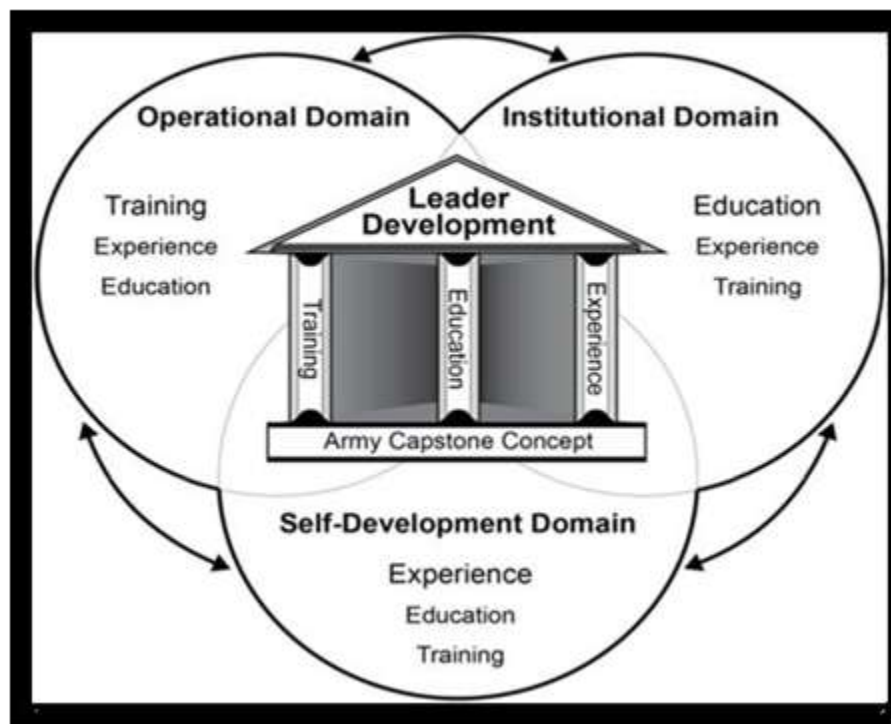 Operational Domain
Training
Experience
Education
Institutional Domain
Education
Experience
Training
Leader
Development
Training
Education
Experience
Army Capstone Concept
Self-Development Domain
Experience
Education
Training